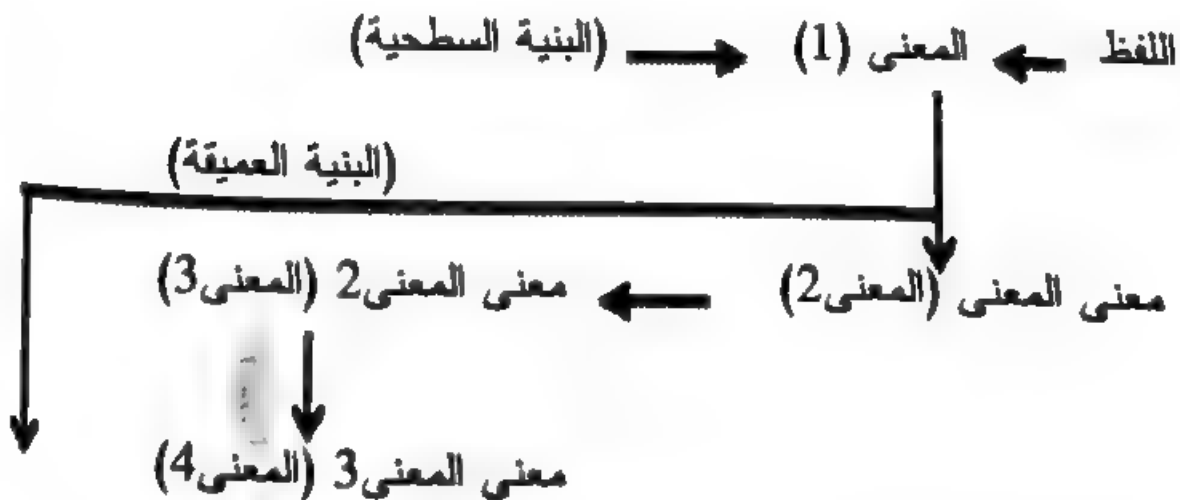 اللفظ المعنى (1) (البنية السطحية)
(البنية العميقة)
معنى المعنى (المعنى2) معنى المعنى2 (المعنى3)
معنى المعنى3 (المعنى4)